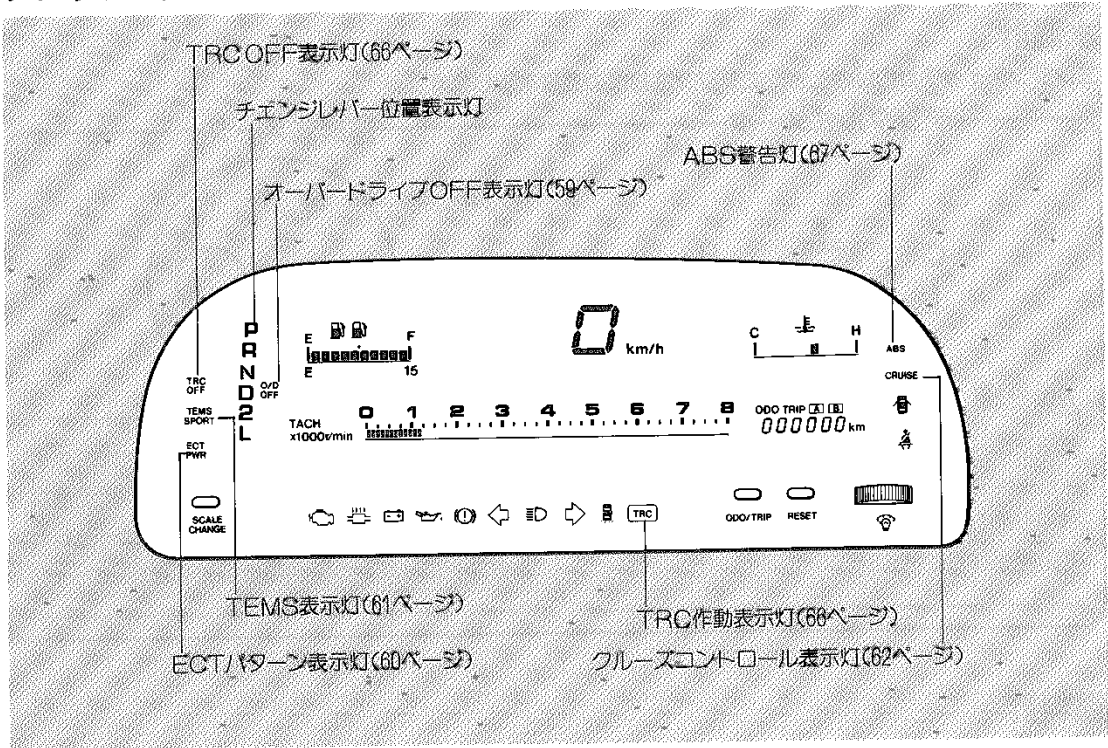 TRC OFF表示灯(66ページ)
チェンジレバー位置表示灯
ABS警告灯(67ページ)
オーバードライブOFF表示灯(59ページ)
P
R
N
D
2
L
E F
E 15
km/h
C H
ABS
CRUISE
TRC
OFF
O/D
OFF
TEMS
SPORT
ECT
PWR
TACH
x1000r/min
0 1 2 3 4 5 6 7 8
ODO TRIP A B
000000 km
SCALE
CHANGE
TRC
ODO/TRIP RESET
TEMS表示灯(61ページ)
TRC作動表示灯(66ページ)
ECTパターン表示灯(60ページ)
クルーズコントロール表示灯(62ページ)